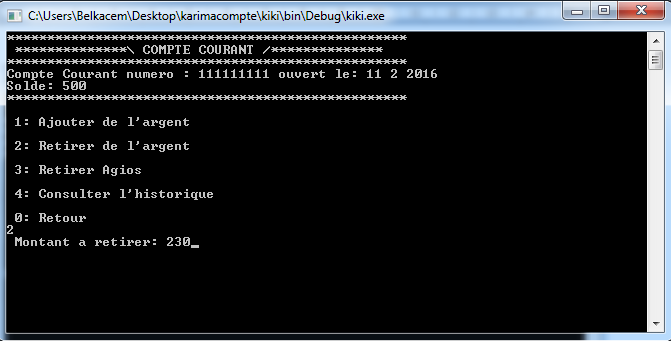 C:\Users\Belkacem\Desktop\karimacompte\kiki\bin\Debug\kiki.exe
**************************************************
**************\ COMPTE COURANT /**************
**************************************************
Compte Courant numero : 111111111 ouvert le: 11 2 2016
Solde: 500
**************************************************
1: Ajouter de l'argent
2: Retirer de l'argent
3: Retirer Agios
4: Consulter l'historique
0: Retour
2
Montant a retirer: 230_